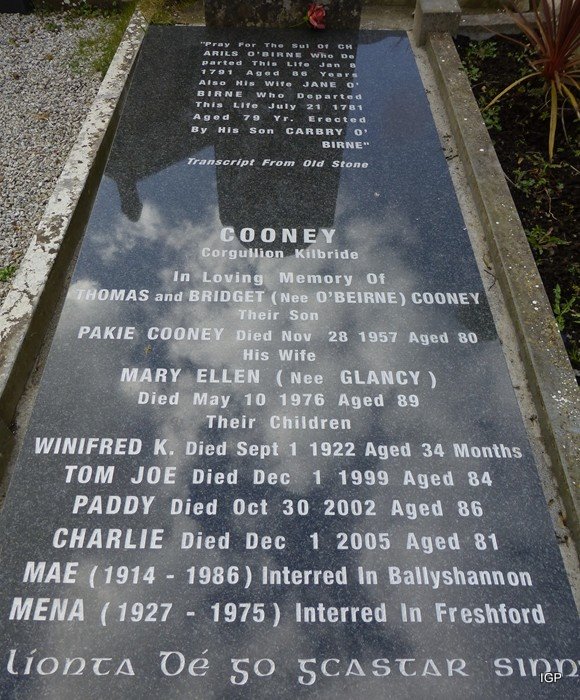 "Pray For The Sul Of CH
ARILS O'BIRNE Who De
parted This Life Jan 8
1791 Aged 86 Years
Also His Wife JANE O'
BIRNE Who Departed
This Life July 21 1781
Aged 79 Yr. Erected
By His Son CARBRY O'
BIRNE"
Transcript From Old Stone
COONEY
Corgullion Kilbride
In Loving Memory Of
THOMAS and BRIDGET (Nee O'BEIRNE) COONEY
Their Son
PAKIE COONEY Died Nov 28 1957 Aged 80
His Wife
MARY ELLEN (Nee GLANCY)
Died May 10 1976 Aged 89
Their Children
WINIFRED K. Died Sept 1 1922 Aged 34 Months
TOM JOE Died Dec 1 1999 Aged 84
PADDY Died Oct 30 2002 Aged 86
CHARLIE Died Dec 1 2005 Aged 81
MAE (1914 - 1986) Interred In Ballyshannon
MENA (1927 - 1975) Interred In Freshford
líonta Dé go gcastar sinn
IGP